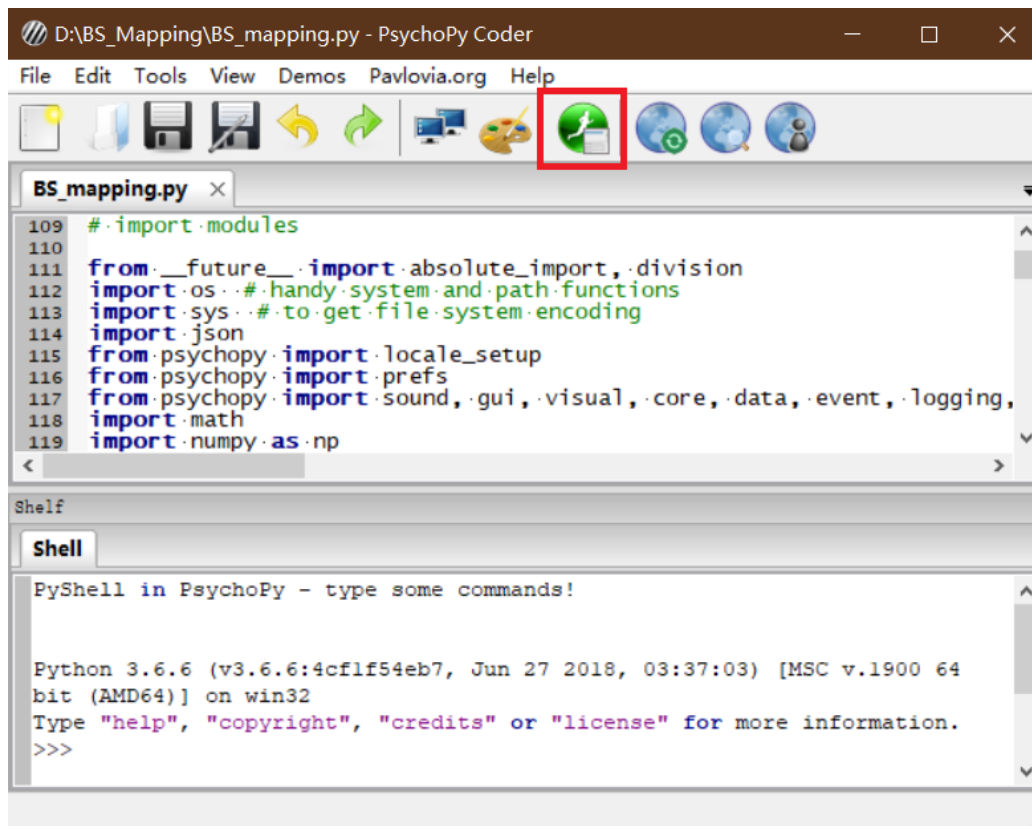 D:\BS_Mapping\BS_mapping.py - PsychoPy Coder
File Edit Tools View Demos Pavlovia.org Help
BS_mapping.py
109 #·import·modules
110
111 from·__future__·import·absolute_import,·division
112 import·os··#·handy·system·and·path·functions
113 import·sys··#·to·get·file·system·encoding
114 import·json
115 from·psychopy·import·locale_setup
116 from·psychopy·import·prefs
117 from·psychopy·import·sound,·gui,·visual,·core,·data,·event,·logging,
118 import·math
119 import·numpy·as·np
Shelf
Shell
PyShell in PsychoPy - type some commands!
Python 3.6.6 (v3.6.6:4cf1f54eb7, Jun 27 2018, 03:37:03) [MSC v.1900 64
bit (AMD64)] on win32
Type "help", "copyright", "credits" or "license" for more information.
>>>